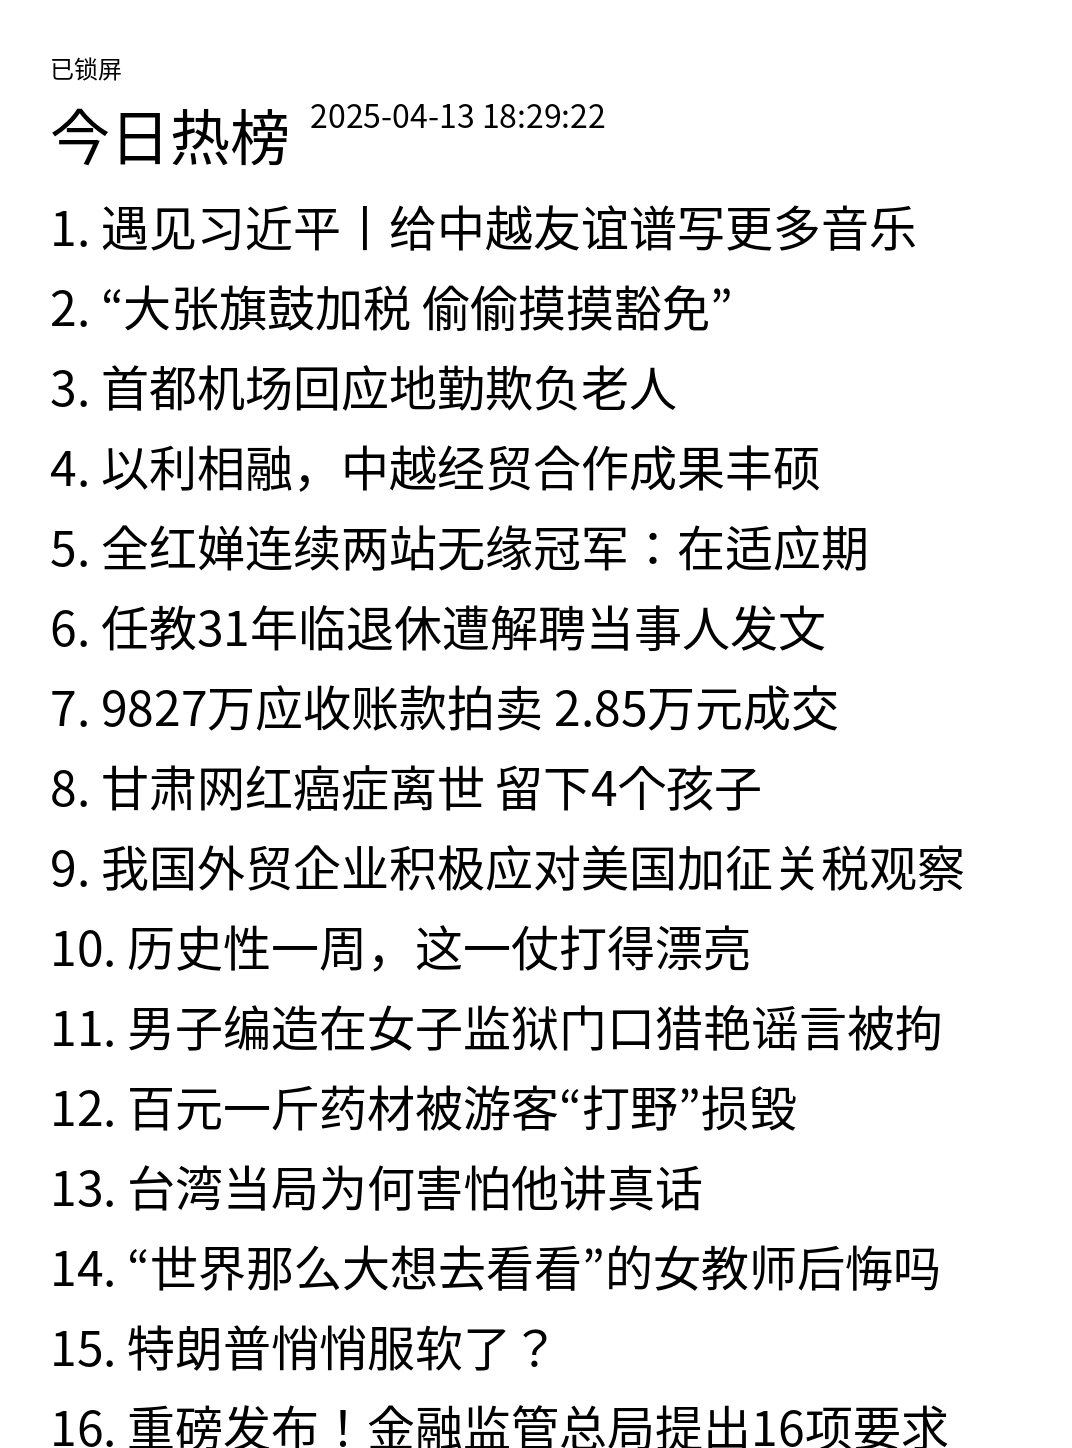 已锁屏
今日热榜 2025-04-13 18:29:22
1. 遇见习近平丨给中越友谊谱写更多音乐
2. “大张旗鼓加税 偷偷摸摸豁免”
3. 首都机场回应地勤欺负老人
4. 以利相融，中越经贸合作成果丰硕
5. 全红婵连续两站无缘冠军：在适应期
6. 任教31年临退休遭解聘当事人发文
7. 9827万应收账款拍卖 2.85万元成交
8. 甘肃网红癌症离世 留下4个孩子
9. 我国外贸企业积极应对美国加征关税观察
10. 历史性一周，这一仗打得漂亮
11. 男子编造在女子监狱门口猎艳谣言被拘
12. 百元一斤药材被游客“打野”损毁
13. 台湾当局为何害怕他讲真话
14. “世界那么大想去看看”的女教师后悔吗
15. 特朗普悄悄服软了？
16. 重磅发布！金融监管总局提出16项要求